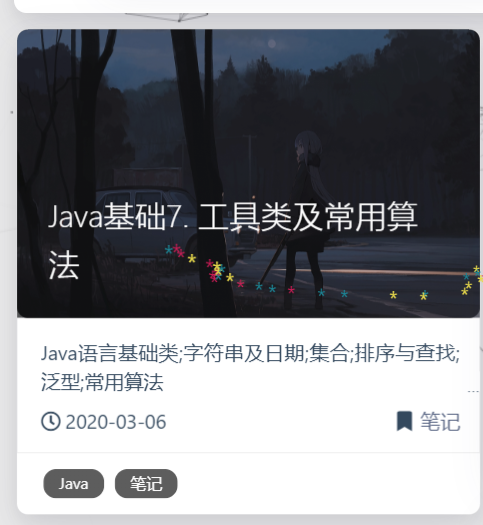 Java基础7. 工具类及常用算
法
Java语言基础类;字符串及日期;集合;排序与查找;
泛型;常用算法
2020-03-06 笔记
Java 笔记